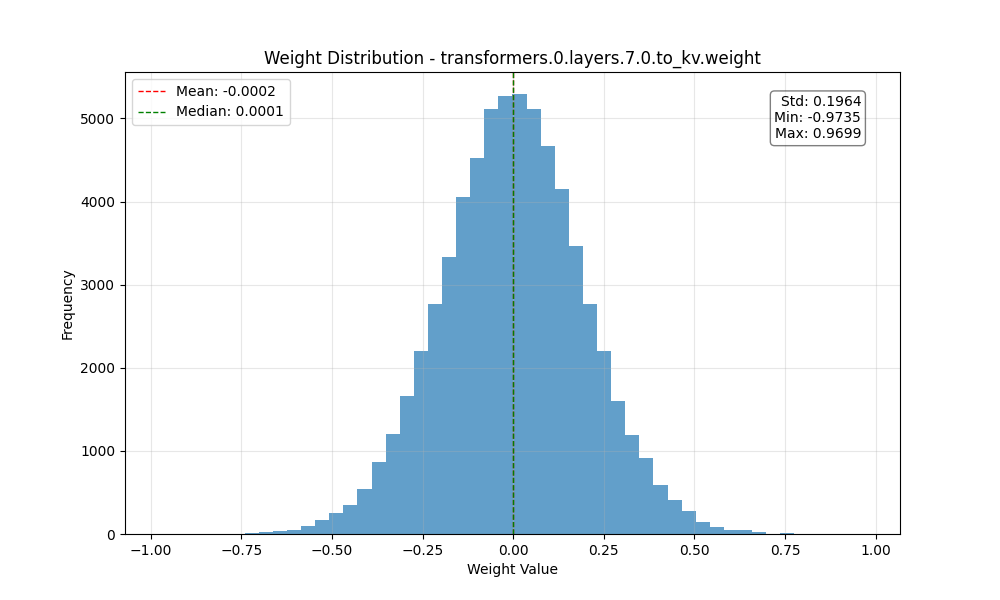 Weight Distribution - transformers.0.layers.7.0.to_kv.weight
Mean: -0.0002
Median: 0.0001
Std: 0.1964
Min: -0.9735
Max: 0.9699
Frequency
5000
4000
3000
2000
1000
0
−1.00 −0.75 −0.50 −0.25 0.00 0.25 0.50 0.75 1.00
Weight Value